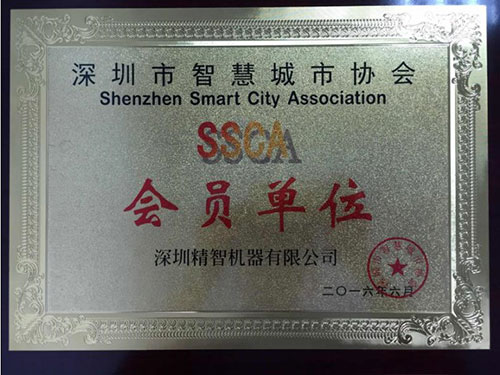 深圳市智慧城市协会
Shenzhen Smart City Association
SSCA
会员单位
深圳精智机器有限公司
二〇一六年六月